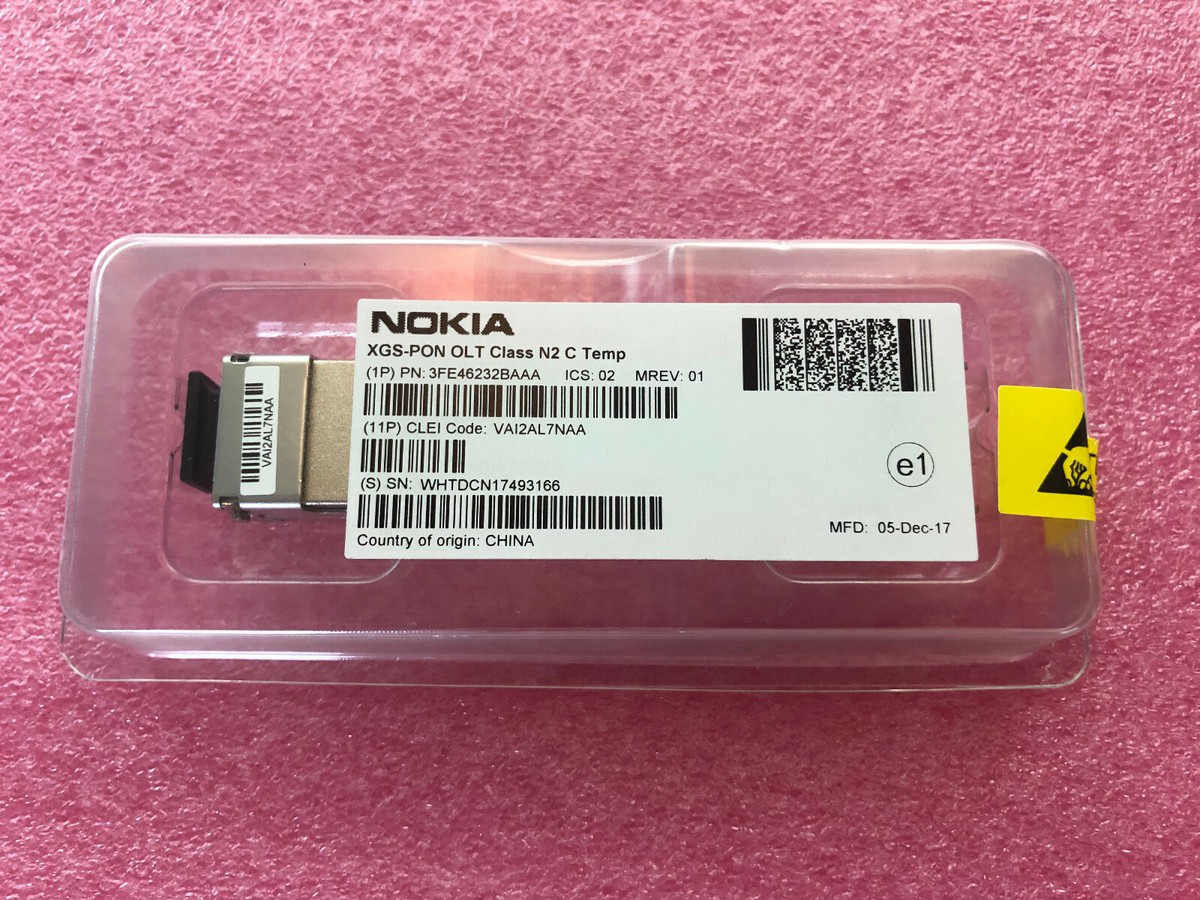 NOKIA
XGS-PON OLT Class N2 C Temp
(1P) PN: 3FE46232BAAA ICS: 02 MREV: 01
(11P) CLEI Code: VAI2AL7NAA
(S) SN: WHTDCN17493166
Country of origin: CHINA
e1
MFD: 05-Dec-17
VAI2AL7NAA